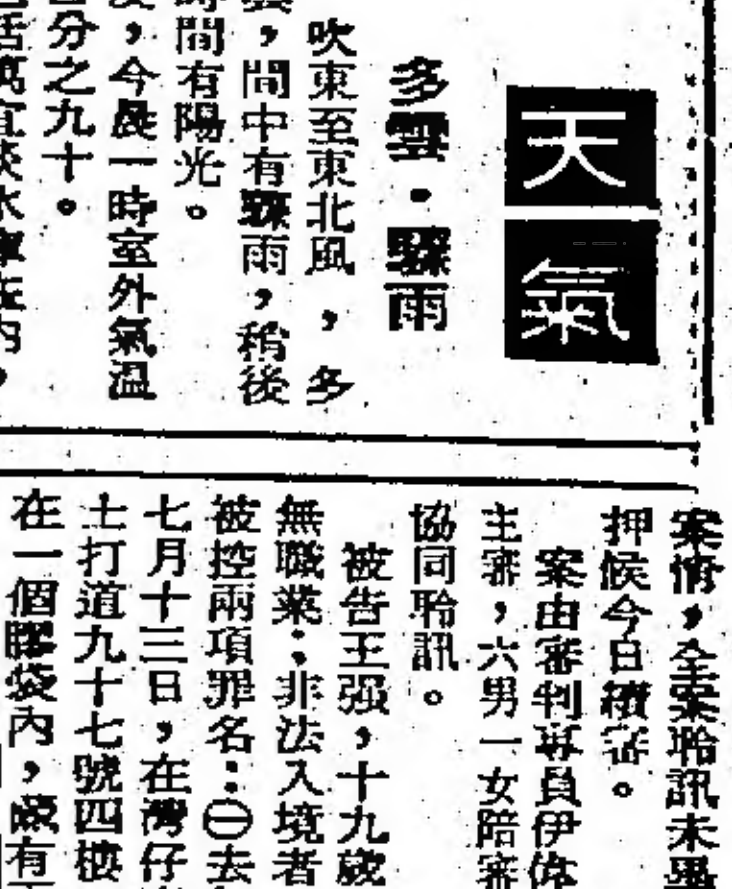 天氣
多雲・驟雨
吹東至東北風,多
,間中有驟雨,稍後
間有陽光。
,今晨一時室外氣溫
分之九十。
案情,全案聆訊未畢
押候今日續審。
案由審判專員伊
主審,六男一女陪審
協同聆訊。
被告王强,十九歲
無職業:非法入境者
被控兩項罪名:㊀去
七月十三日,在灣仔
士打道九十七號四樓
在一個膠袋內,藏有